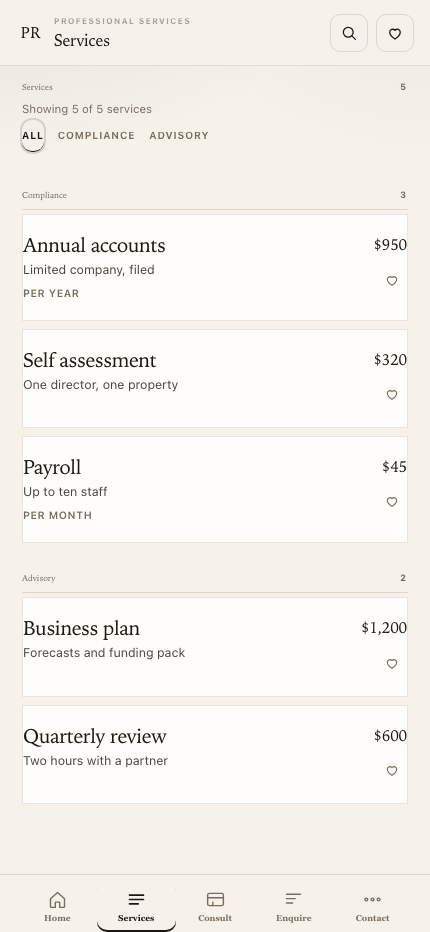 PR
PROFESSIONAL SERVICES
Services
Services 5
Showing 5 of 5 services
ALL COMPLIANCE ADVISORY
Compliance 3
Annual accounts $950
Limited company, filed
PER YEAR
Self assessment $320
One director, one property
Payroll $45
Up to ten staff
PER MONTH
Advisory 2
Business plan $1,200
Forecasts and funding pack
Quarterly review $600
Two hours with a partner
Home Services Consult Enquire Contact